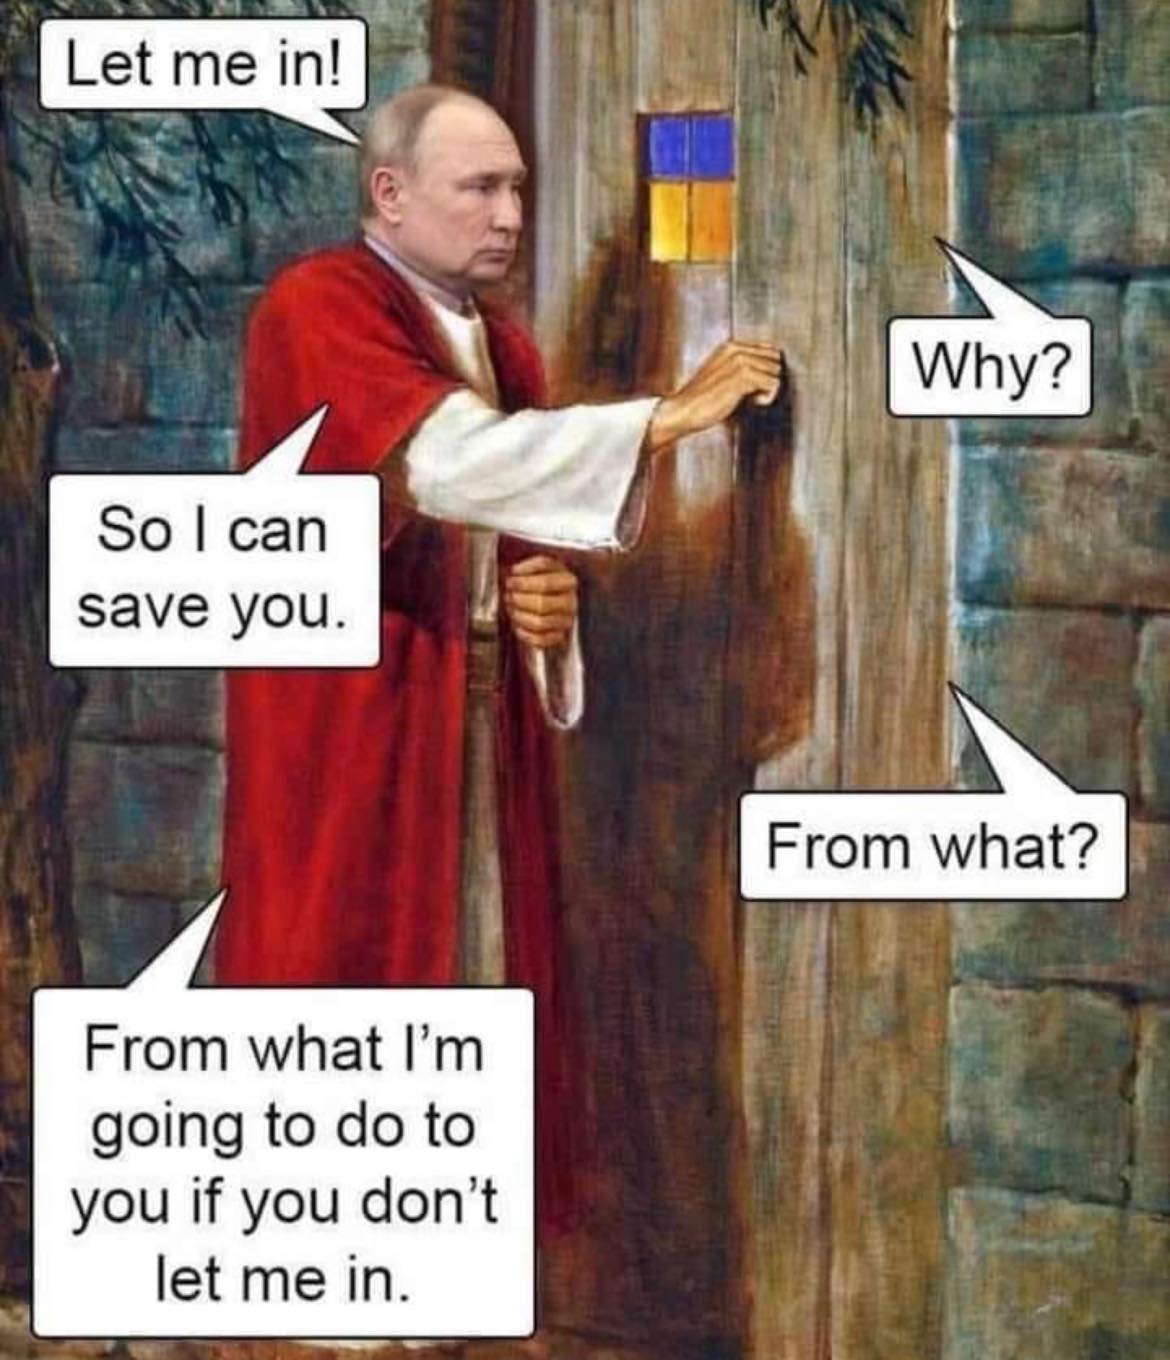 Let me in!
Why?
So I can
save you.
From what?
From what I'm
going to do to
you if you don't
let me in.